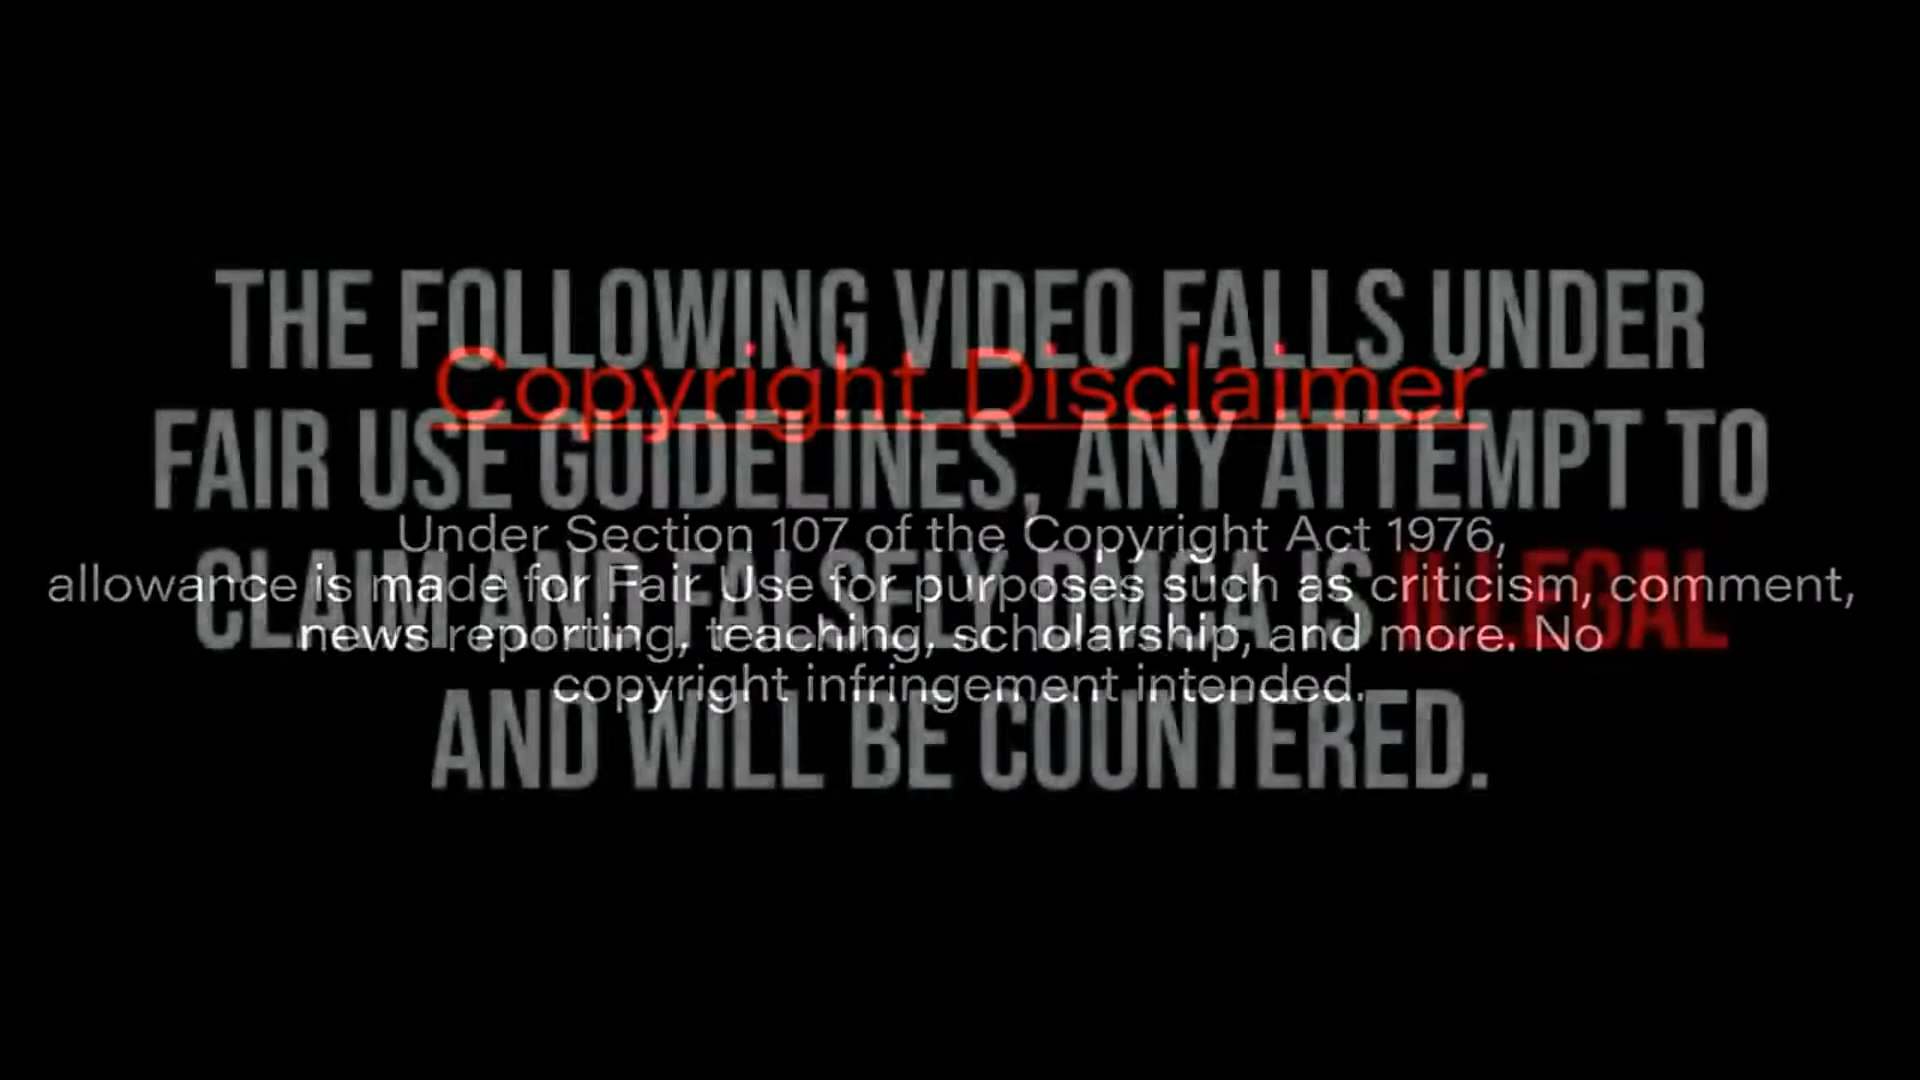 THE FOLLOWING VIDEO FALLS UNDER
FAIR USE GUIDELINES, ANY ATTEMPT TO
CLAIM AND FALSELY DMCA IS ILLEGAL
AND WILL BE COUNTERED.
Copyright Disclaimer
Under Section 107 of the Copyright Act 1976,
allowance is made for Fair Use for purposes such as criticism, comment,
news reporting, teaching, scholarship, and more. No
copyright infringement intended.